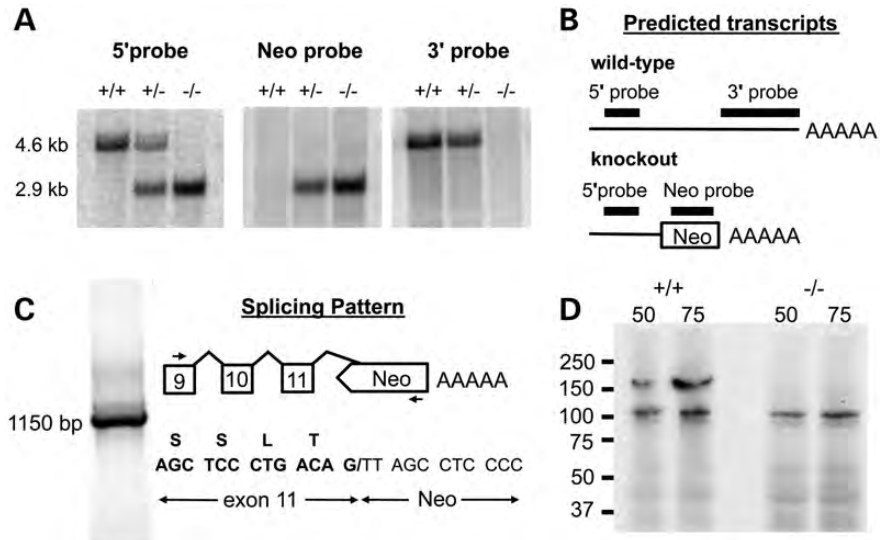 A
5'probe Neo probe 3' probe
+/+ +/- -/- +/+ +/- -/- +/+ +/- -/-
4.6 kb
2.9 kb
B
Predicted transcripts
wild-type
5' probe 3' probe
AAAAA
knockout
5'probe Neo probe
Neo AAAAA
C
Splicing Pattern
9 10 11 Neo AAAAA
1150 bp
S S L T
AGC TCC CTG ACA G/TT AGC CTC CCC
exon 11 Neo
D
+/+ -/-
50 75 50 75
250
150
100
75
50
37